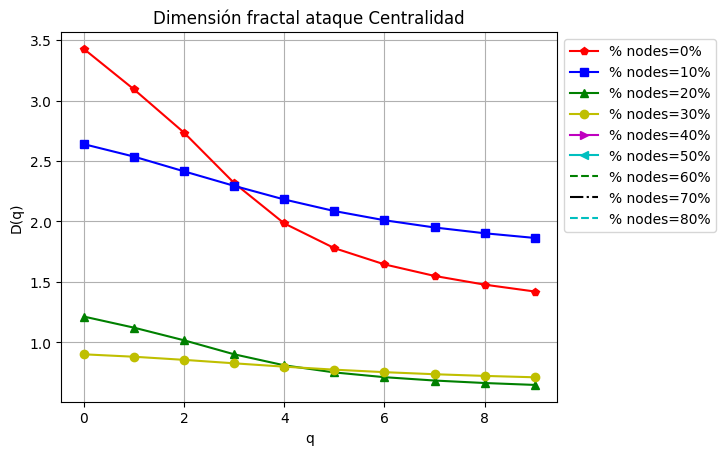 Dimensión fractal ataque Centralidad
3.5
3.0
2.5
2.0
1.5
1.0
D(q)
0 2 4 6 8
q
% nodes=0%
% nodes=10%
% nodes=20%
% nodes=30%
% nodes=40%
% nodes=50%
% nodes=60%
% nodes=70%
% nodes=80%